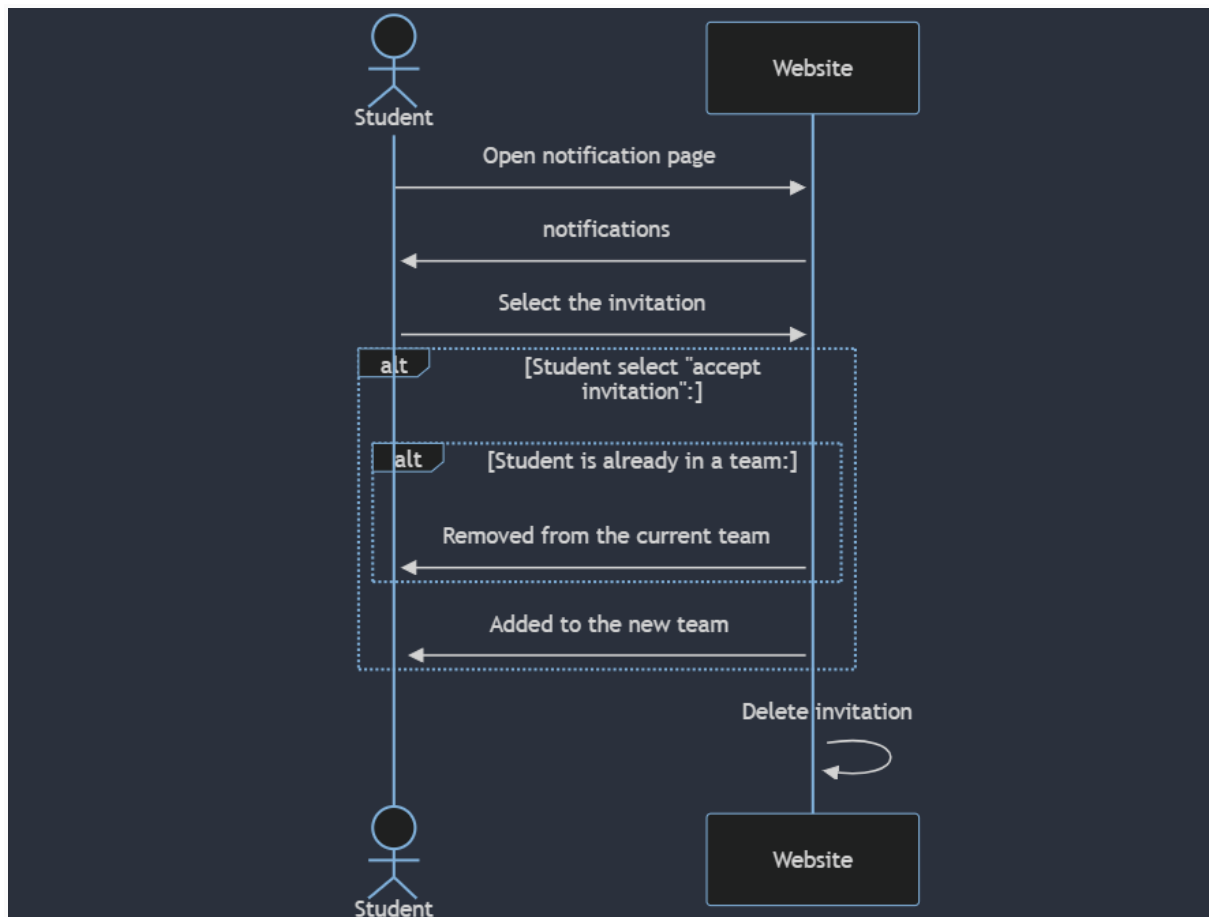 Student
Website
Open notification page
notifications
Select the invitation
alt
[Student select "accept
invitation":]
alt
[Student is already in a team:]
Removed from the current team
Added to the new team
Delete invitation
Student
Website